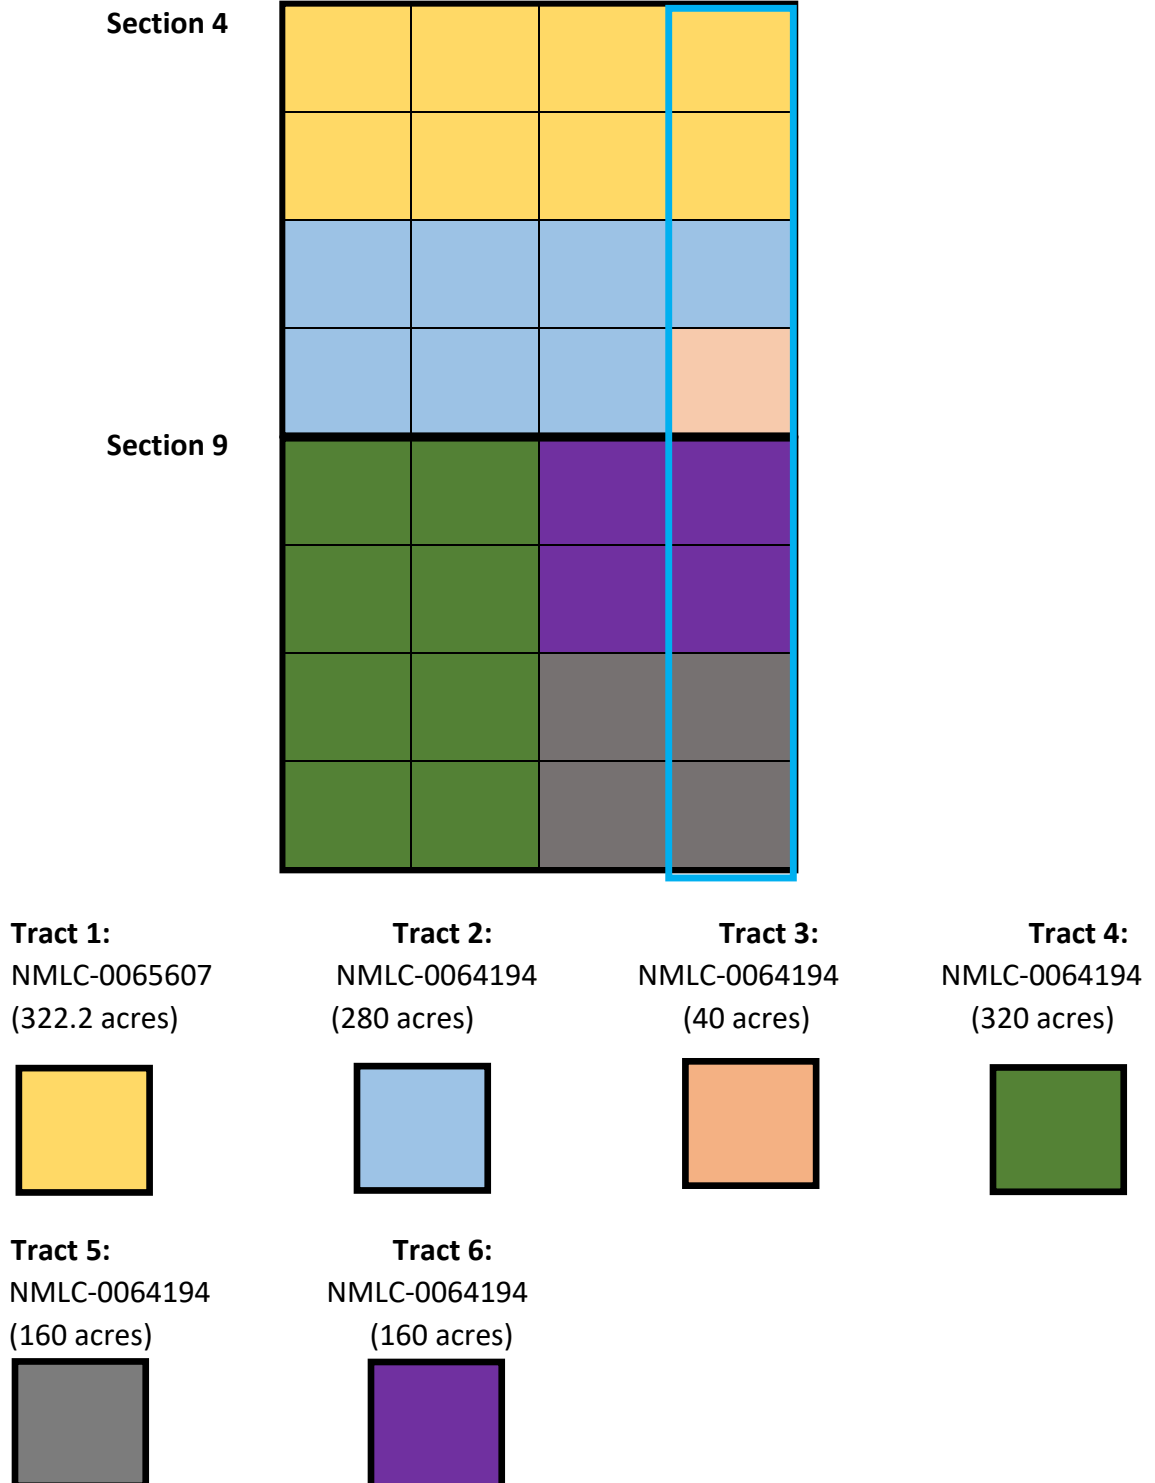 Section 4
Section 9
Tract 1: Tract 2: Tract 3: Tract 4:
NMLC-0065607 NMLC-0064194 NMLC-0064194 NMLC-0064194
(322.2 acres) (280 acres) (40 acres) (320 acres)
Tract 5: Tract 6:
NMLC-0064194 NMLC-0064194
(160 acres) (160 acres)